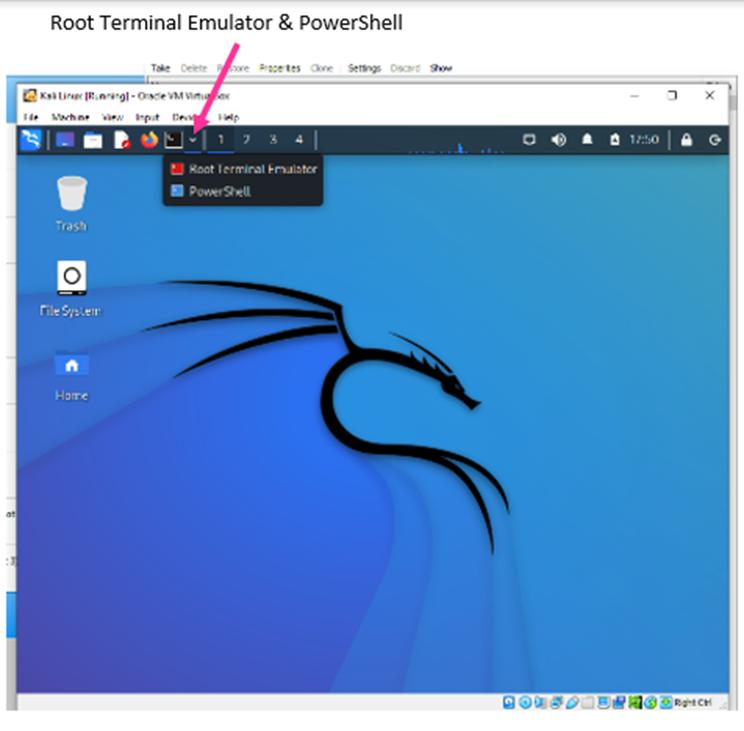 Root Terminal Emulator & PowerShell
Take Delete Restore Properties Clone Settings Discard Show
Kali Linux [Running] - Oracle VM VirtualBox
File Machine View Input Devices Help
1 2 3 4 17:50
Root Terminal Emulator
PowerShell
Trash
File System
Home
Right Ctrl